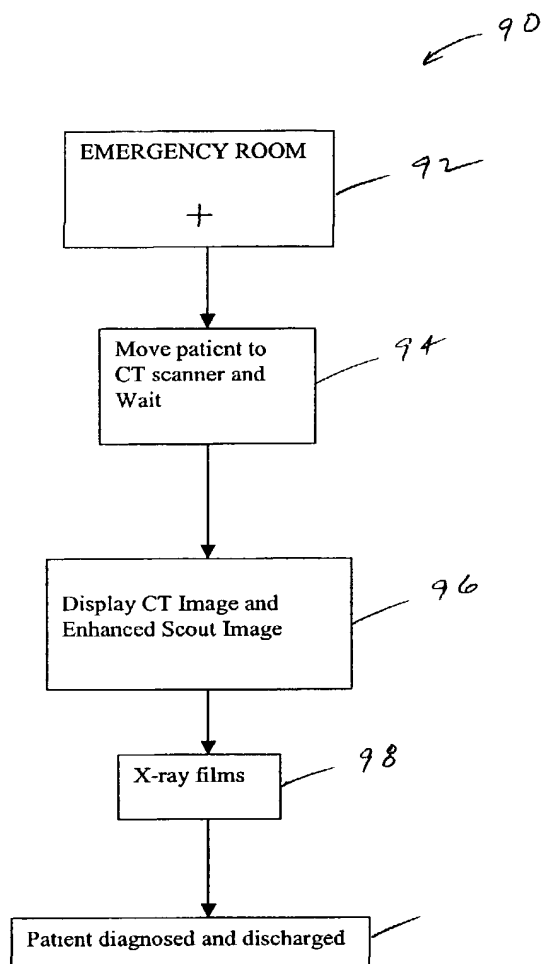 90
EMERGENCY ROOM
+
92
Move patient to
CT scanner and
Wait
94
Display CT Image and
Enhanced Scout Image
96
X-ray films
98
Patient diagnosed and discharged